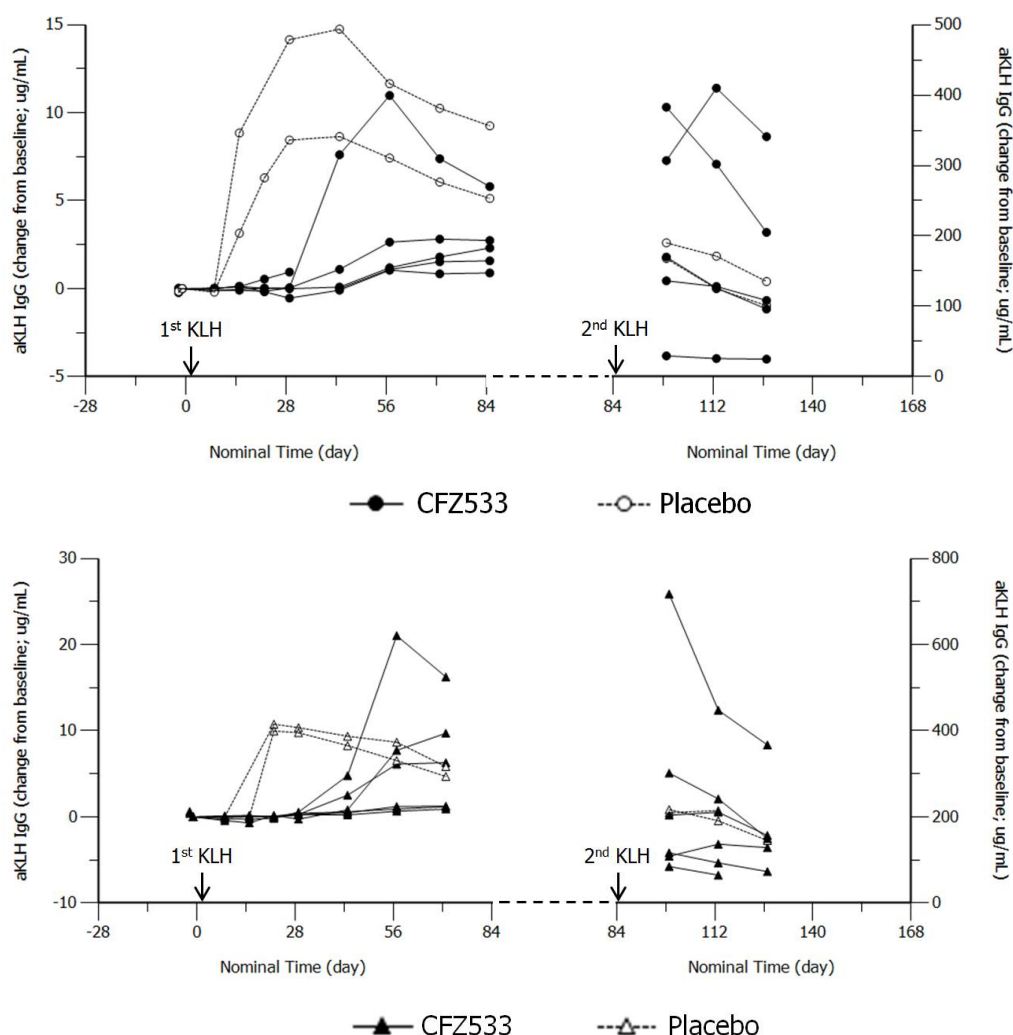 15
10
5
0
-5
aKLH IgG (change from baseline; ug/mL)
1st KLH
-28
0
28
56
84
Nominal Time (day)
500
400
300
200
100
0
aKLH IgG (change from baseline; ug/mL)
2nd KLH
84
112
140
168
Nominal Time (day)
CFZ533 Placebo
30
20
10
0
-10
aKLH IgG (change from baseline; ug/mL)
1st KLH
-28
0
28
56
84
Nominal Time (day)
800
600
400
200
0
aKLH IgG (change from baseline; ug/mL)
2nd KLH
84
112
140
168
Nominal Time (day)
CFZ533 Placebo